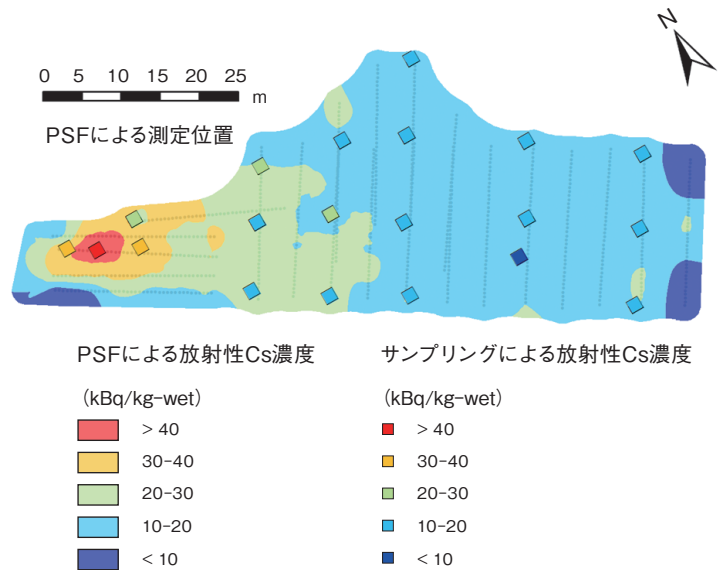 N
0 5 10 15 20 25
m
PSFによる測定位置
PSFによる放射性Cs濃度
(kBq/kg-wet)
> 40
30-40
20-30
10-20
< 10
サンプリングによる放射性Cs濃度
(kBq/kg-wet)
> 40
30-40
20-30
10-20
< 10